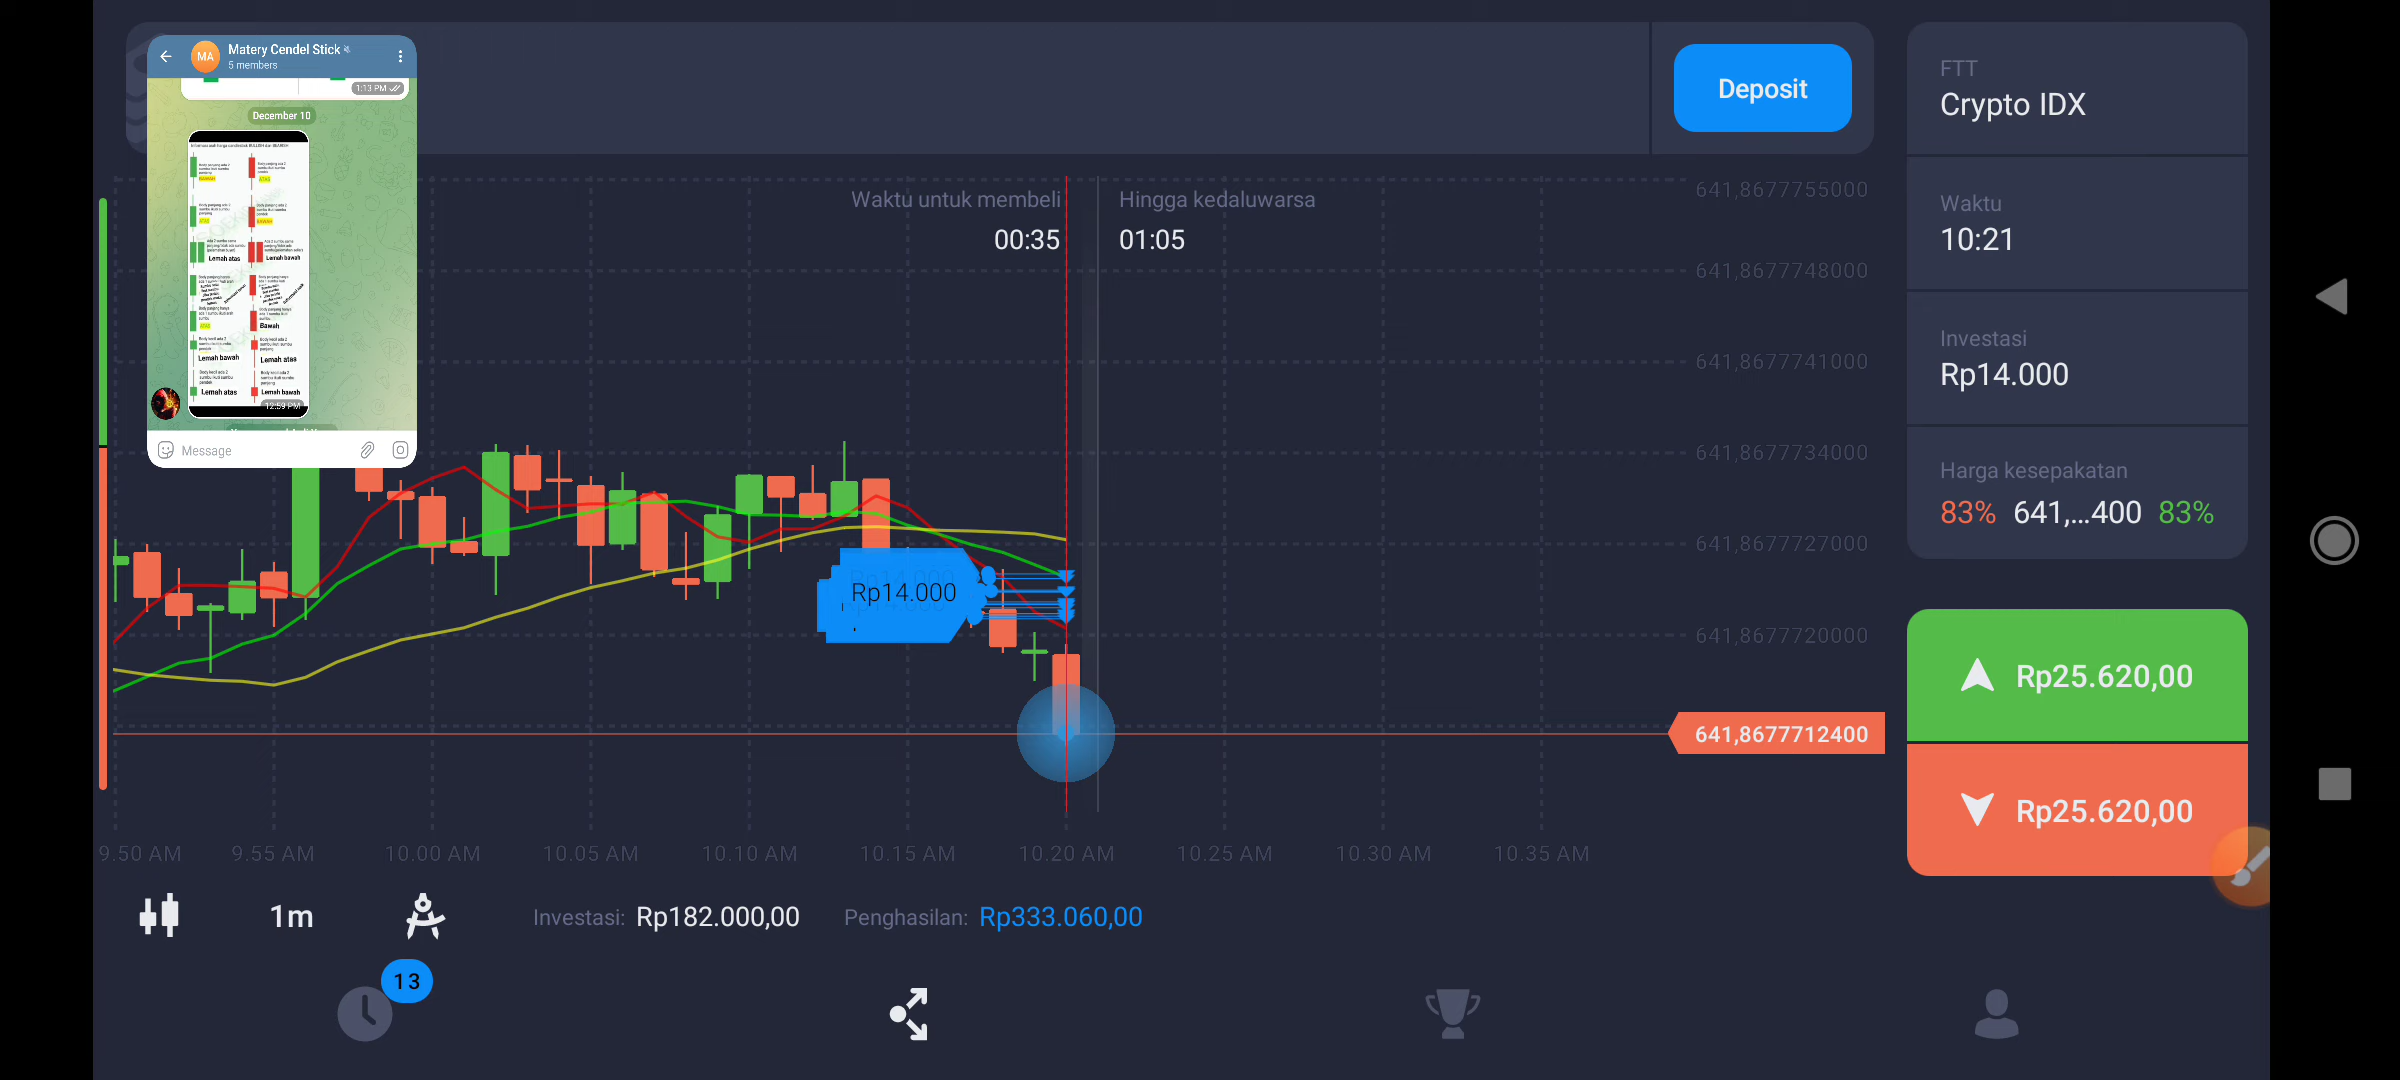 MA
Matery Cendel Stick
5 members
1:13 PM
December 10
BAWAH
ATAS
ATAS
BAWAH
Lemah atas
Lemah bawah
ATAS
Bawah
Lemah bawah
Lemah atas
Lemah atas
Lemah bawah
12:59 PM
Message
Deposit
Waktu untuk membeli
00:35
Hingga kedaluwarsa
01:05
641,8677755000
641,8677748000
641,8677741000
641,8677734000
641,8677727000
641,8677720000
641,8677712400
Rp14.000
9.50 AM
9.55 AM
10.00 AM
10.05 AM
10.10 AM
10.15 AM
10.20 AM
10.25 AM
10.30 AM
10.35 AM
1m
Investasi: Rp182.000,00
Penghasilan: Rp333.060,00
13
FTT
Crypto IDX
Waktu
10:21
Investasi
Rp14.000
Harga kesepakatan
83% 641,...400 83%
Rp25.620,00
Rp25.620,00